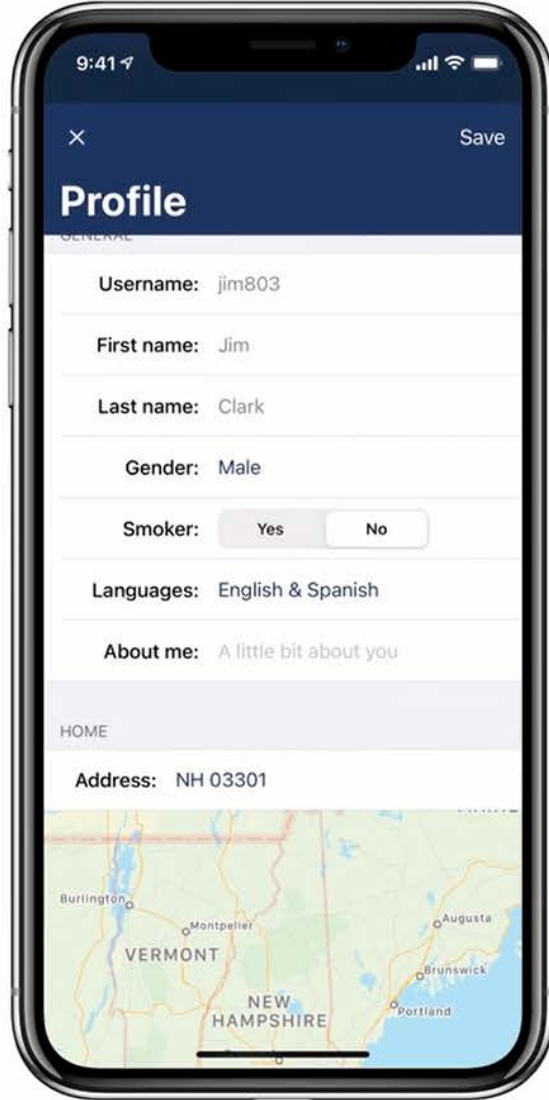 9:41
× Save
Profile
GENERAL
Username: jim803
First name: Jim
Last name: Clark
Gender: Male
Smoker: Yes No
Languages: English & Spanish
About me: A little bit about you
HOME
Address: NH 03301
Burlington
Montpelier
Augusta
VERMONT
Brunswick
NEW
HAMPSHIRE
Portland